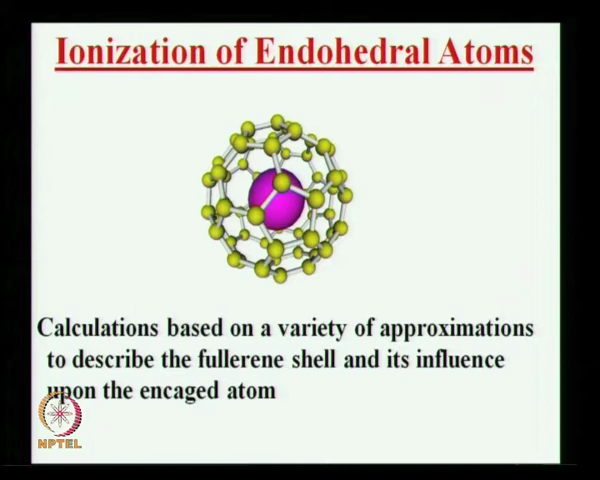 Ionization of Endohedral Atoms
Calculations based on a variety of approximations
to describe the fullerene shell and its influence
upon the encaged atom
NPTEL